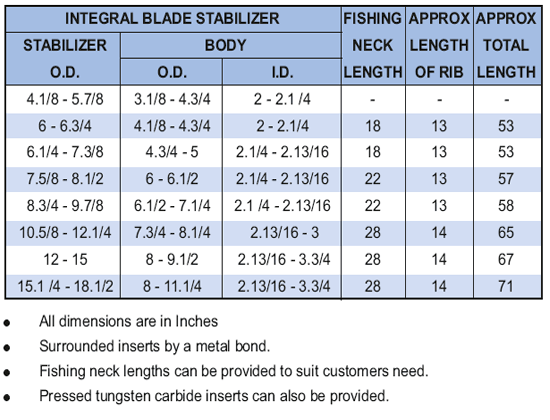 INTEGRAL BLADE STABILIZER FISHING NECK LENGTH APPROX LENGTH OF RIB APPROX TOTAL LENGTH
STABILIZER O.D. BODY
O.D. I.D.
4.1/8 - 5.7/8 3.1/8 - 4.3/4 2 - 2.1 /4 - - -
6 - 6.3/4 4.1/8 - 4.3/4 2 - 2.1/4 18 13 53
6.1/4 - 7.3/8 4.3/4 - 5 2.1/4 - 2.13/16 18 13 53
7.5/8 - 8.1/2 6 - 6.1/2 2.1/4 - 2.13/16 22 13 57
8.3/4 - 9.7/8 6.1/2 - 7.1/4 2.1 /4 - 2.13/16 22 13 58
10.5/8 - 12.1/4 7.3/4 - 8.1/4 2.13/16 - 3 28 14 65
12 - 15 8 - 9.1/2 2.13/16 - 3.3/4 28 14 67
15.1 /4 - 18.1/2 8 - 11.1/4 2.13/16 - 3.3/4 28 14 71
● All dimensions are in Inches
● Surrounded inserts by a metal bond.
● Fishing neck lengths can be provided to suit customers need.
● Pressed tungsten carbide inserts can also be provided.